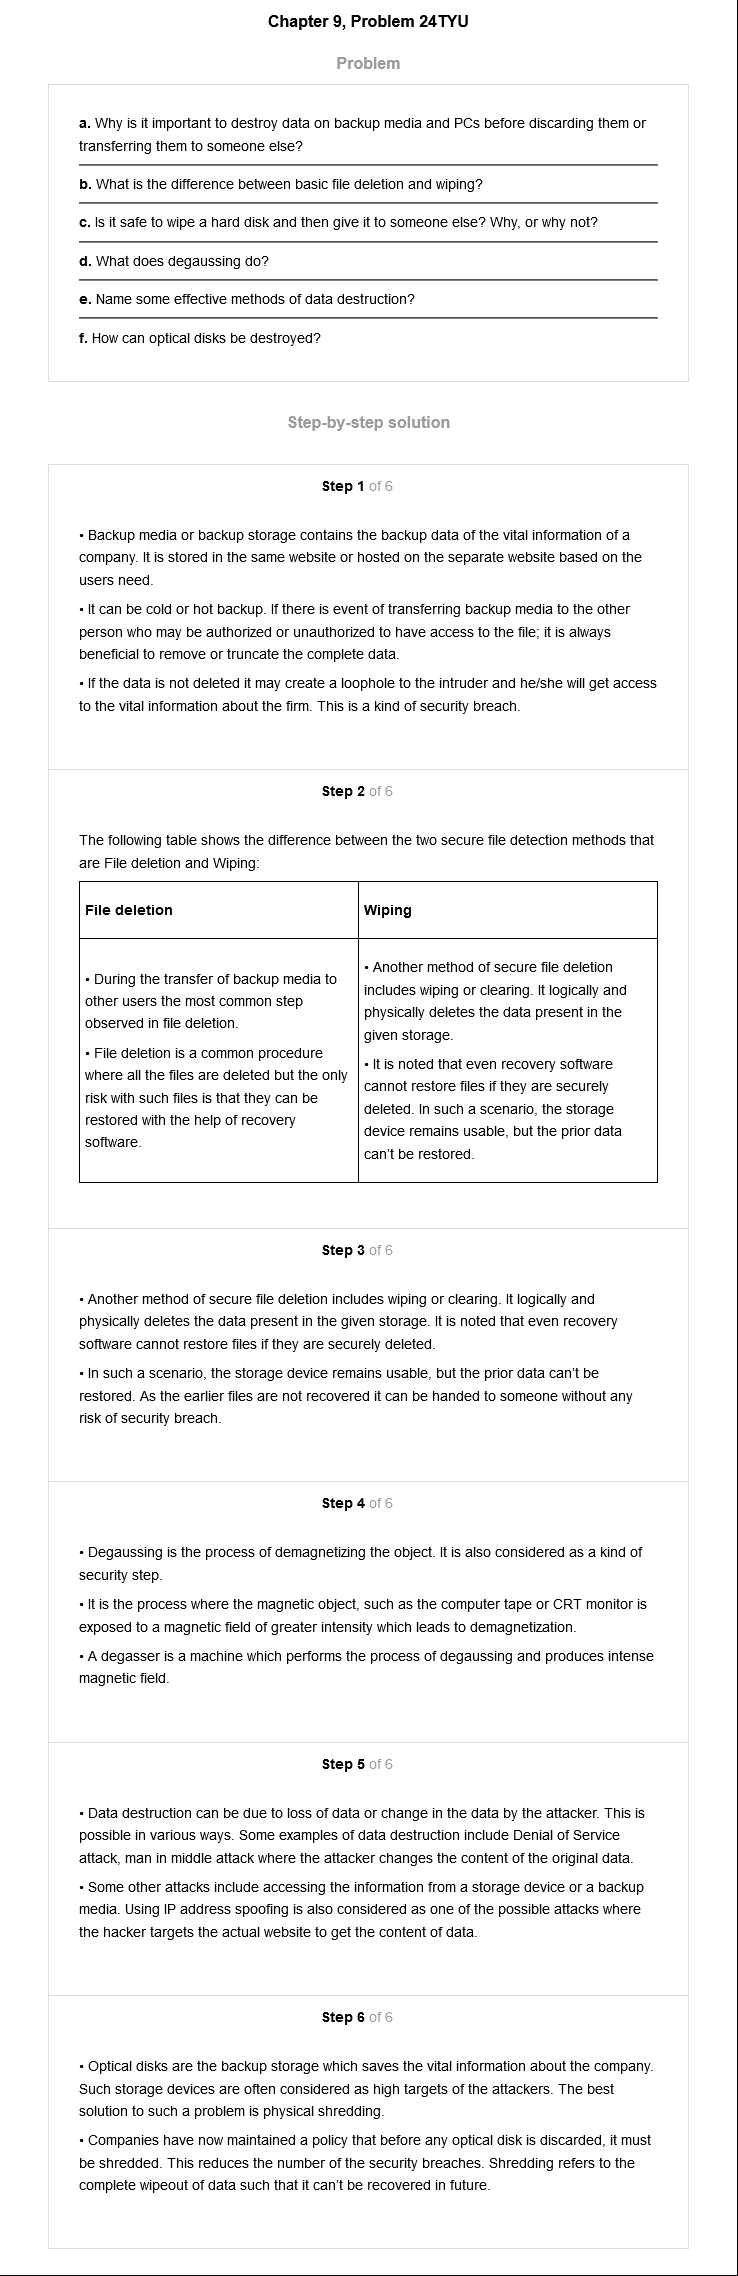 Chapter 9, Problem 24TYU
Problem
a. Why is it important to destroy data on backup media and PCs before discarding them or
transferring them to someone else?
b. What is the difference between basic file deletion and wiping?
c. Is it safe to wipe a hard disk and then give it to someone else? Why, or why not?
d. What does degaussing do?
e. Name some effective methods of data destruction?
f. How can optical disks be destroyed?
Step-by-step solution
Step 1 of 6
• Backup media or backup storage contains the backup data of the vital information of a
company. It is stored in the same website or hosted on the separate website based on the
users need.
• It can be cold or hot backup. If there is event of transferring backup media to the other
person who may be authorized or unauthorized to have access to the file; it is always
beneficial to remove or truncate the complete data.
• If the data is not deleted it may create a loophole to the intruder and he/she will get access
to the vital information about the firm. This is a kind of security breach.
Step 2 of 6
The following table shows the difference between the two secure file detection methods that
are File deletion and Wiping:
File deletion
Wiping
• During the transfer of backup media to
other users the most common step
observed in file deletion.
• File deletion is a common procedure
where all the files are deleted but the only
risk with such files is that they can be
restored with the help of recovery
software.
• Another method of secure file deletion
includes wiping or clearing. It logically and
physically deletes the data present in the
given storage.
• It is noted that even recovery software
cannot restore files if they are securely
deleted. In such a scenario, the storage
device remains usable, but the prior data
can't be restored.
Step 3 of 6
• Another method of secure file deletion includes wiping or clearing. It logically and
physically deletes the data present in the given storage. It is noted that even recovery
software cannot restore files if they are securely deleted.
• In such a scenario, the storage device remains usable, but the prior data can't be
restored. As the earlier files are not recovered it can be handed to someone without any
risk of security breach.
Step 4 of 6
• Degaussing is the process of demagnetizing the object. It is also considered as a kind of
security step.
• It is the process where the magnetic object, such as the computer tape or CRT monitor is
exposed to a magnetic field of greater intensity which leads to demagnetization.
• A degasser is a machine which performs the process of degaussing and produces intense
magnetic field.
Step 5 of 6
• Data destruction can be due to loss of data or change in the data by the attacker. This is
possible in various ways. Some examples of data destruction include Denial of Service
attack, man in middle attack where the attacker changes the content of the original data.
• Some other attacks include accessing the information from a storage device or a backup
media. Using IP address spoofing is also considered as one of the possible attacks where
the hacker targets the actual website to get the content of data.
Step 6 of 6
• Optical disks are the backup storage which saves the vital information about the company.
Such storage devices are often considered as high targets of the attackers. The best
solution to such a problem is physical shredding.
• Companies have now maintained a policy that before any optical disk is discarded, it must
be shredded. This reduces the number of the security breaches. Shredding refers to the
complete wipeout of data such that it can't be recovered in future.